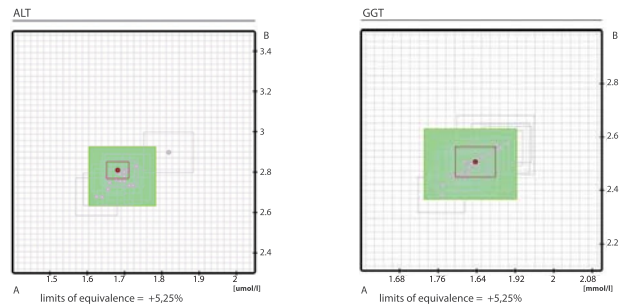 ALT
B
3.4
3.2
3
2.8
2.6
2.4
1.5 1.6 1.7 1.8 1.9 2
A [umol/l]
limits of equivalence = +5,25%
GGT
B
2.8
2.6
2.4
2.2
1.68 1.76 1.64 1.92 2 2.08
A [mmol/l]
limits of equivalence = +5,25%